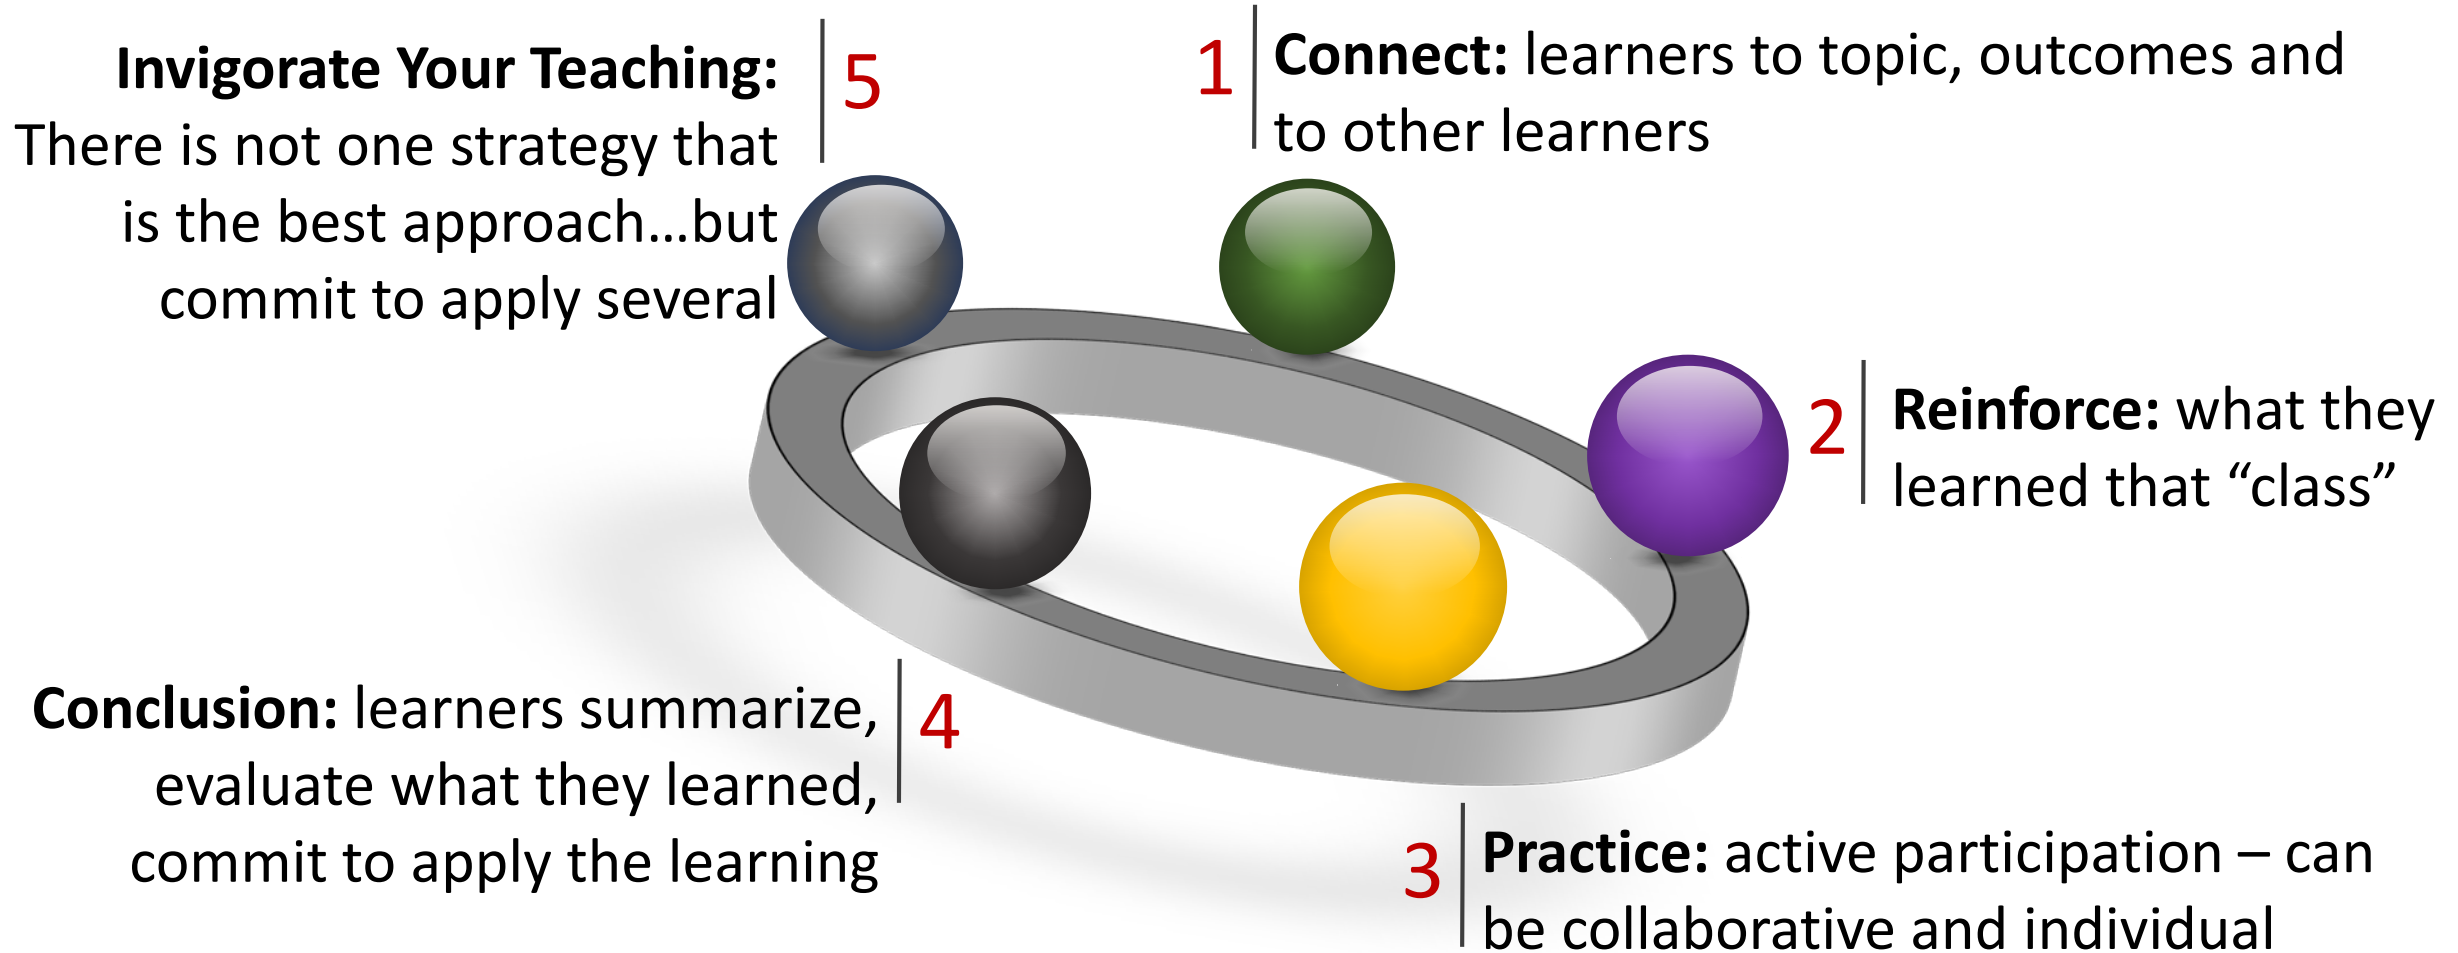 1
Connect: learners to topic, outcomes and
to other learners
2
Reinforce: what they
learned that “class”
3
Practice: active participation – can
be collaborative and individual
4
Conclusion: learners summarize,
evaluate what they learned,
commit to apply the learning
5
Invigorate Your Teaching:
There is not one strategy that
is the best approach...but
commit to apply several